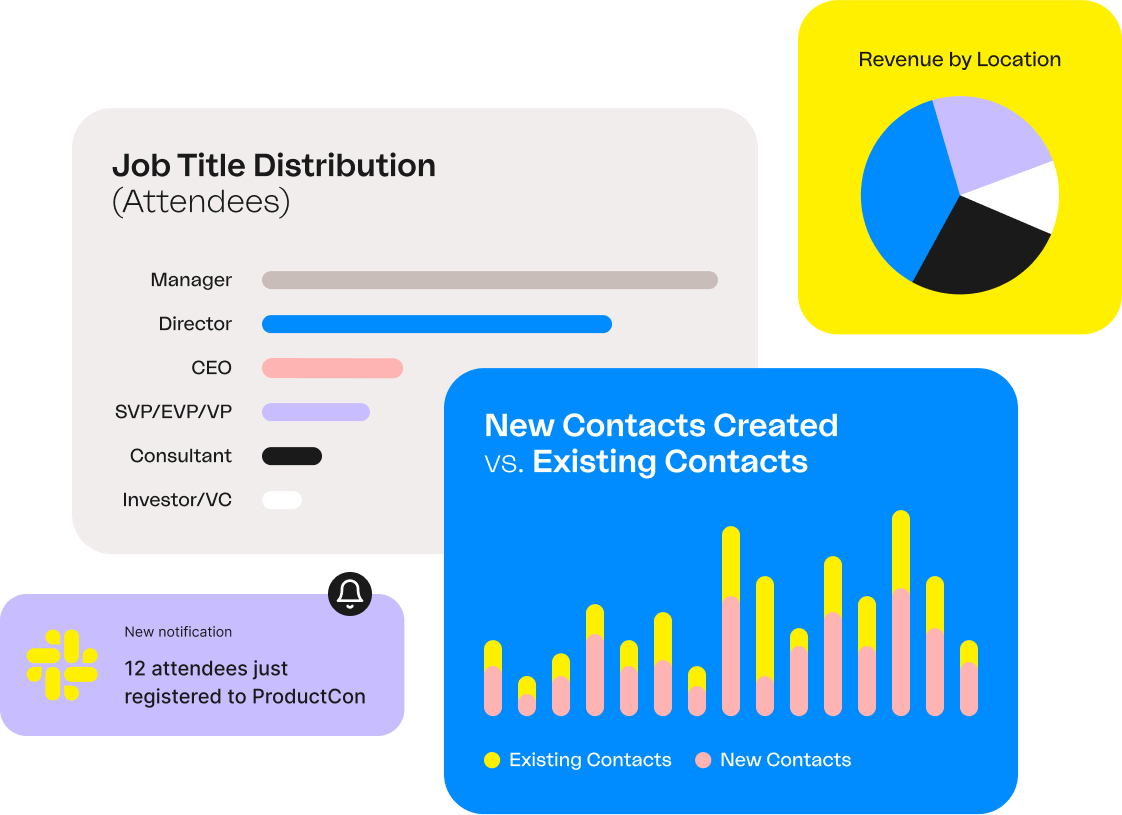 Revenue by Location
Job Title Distribution
(Attendees)
Manager
Director
CEO
SVP/EVP/VP
Consultant
Investor/VC
New Contacts Created
vs. Existing Contacts
Existing Contacts
New Contacts
New notification
12 attendees just
registered to ProductCon